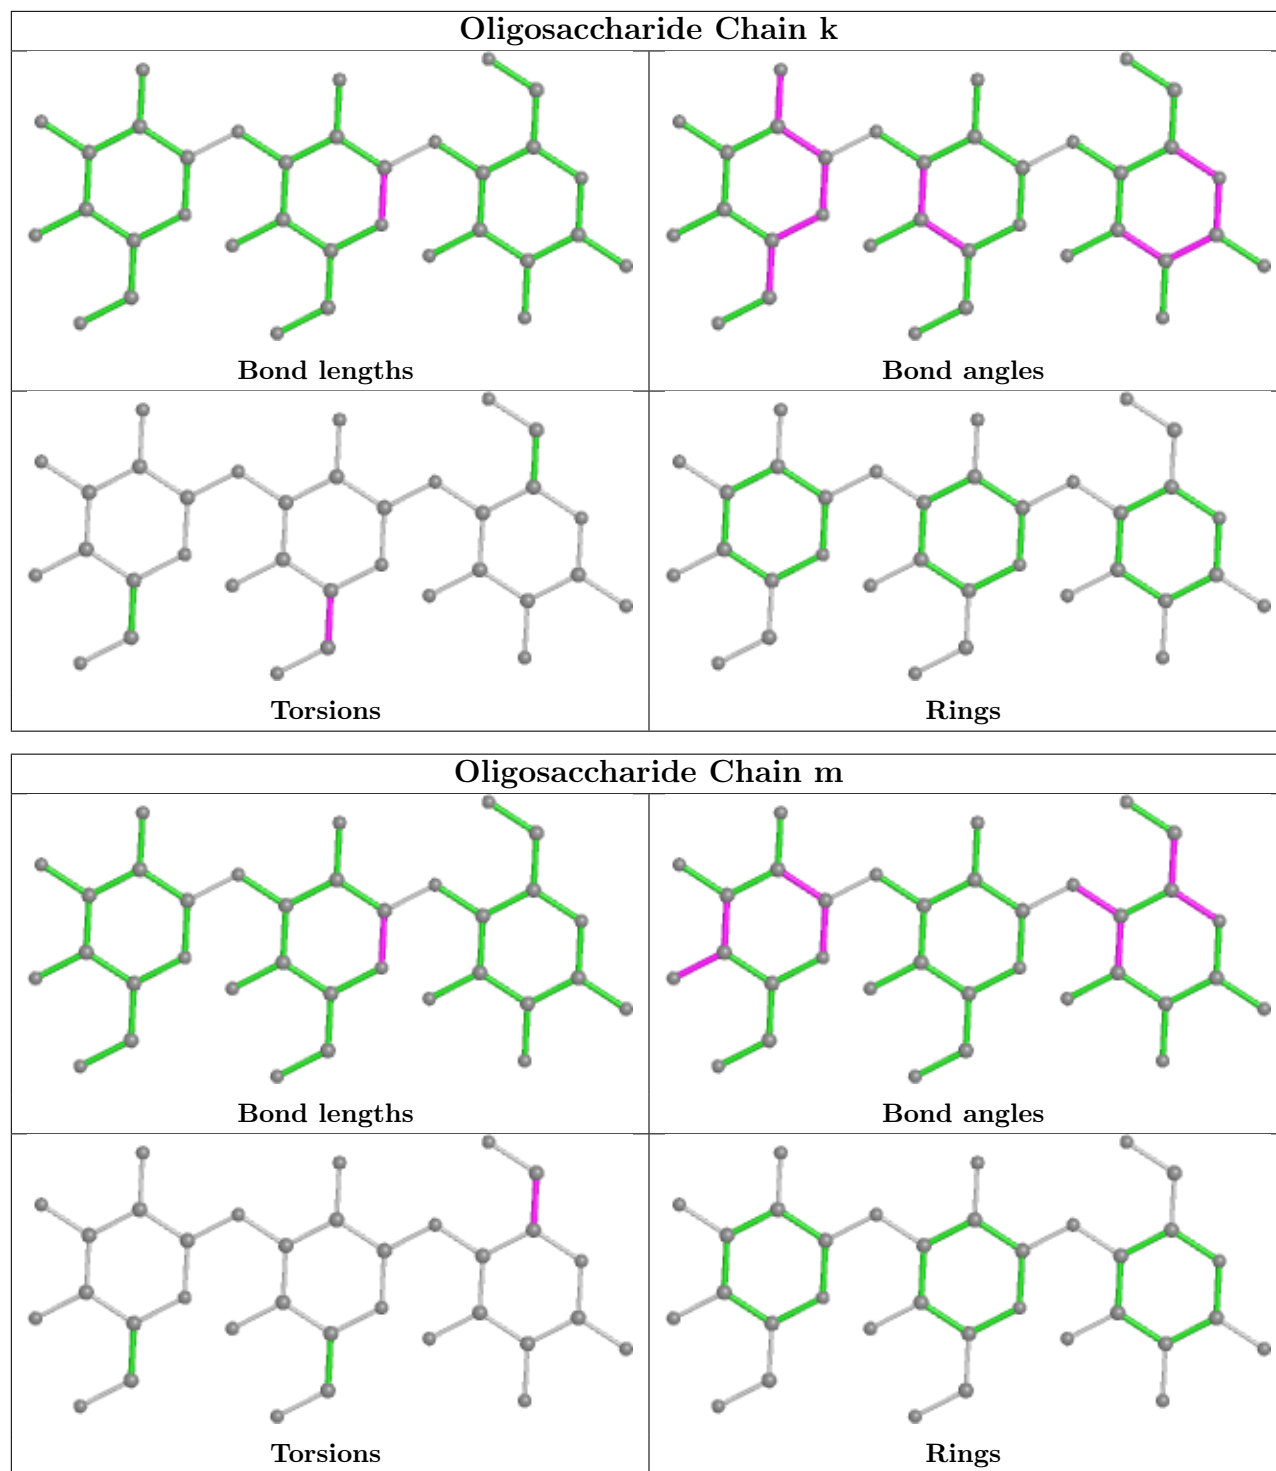 Oligosaccharide Chain k
Bond lengths
Bond angles
Torsions
Rings
Oligosaccharide Chain m
Bond lengths
Bond angles
Torsions
Rings